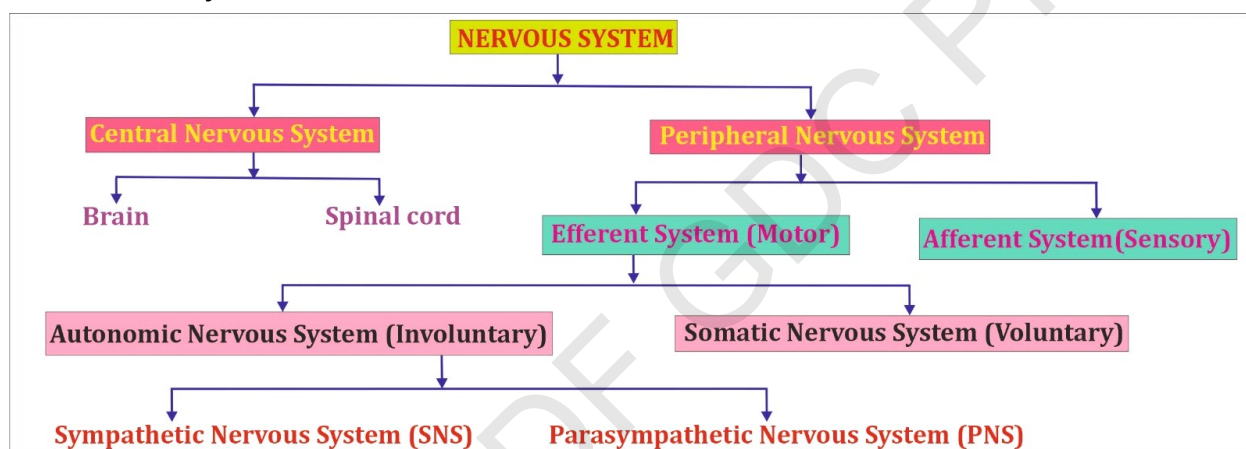 NERVOUS SYSTEM
Central Nervous System
Peripheral Nervous System
Brain
Spinal cord
Efferent System (Motor)
Afferent System(Sensory)
Autonomic Nervous System (Involuntary)
Somatic Nervous System (Voluntary)
Sympathetic Nervous System (SNS)
Parasympathetic Nervous System (PNS)